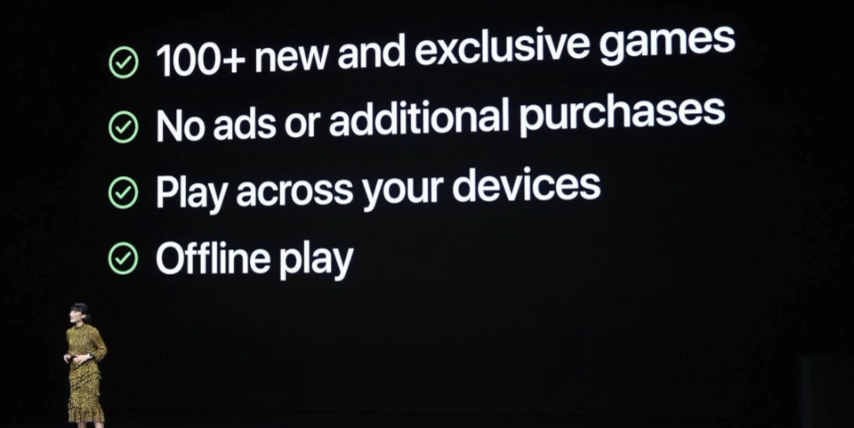 100+ new and exclusive games
No ads or additional purchases
Play across your devices
Offline play